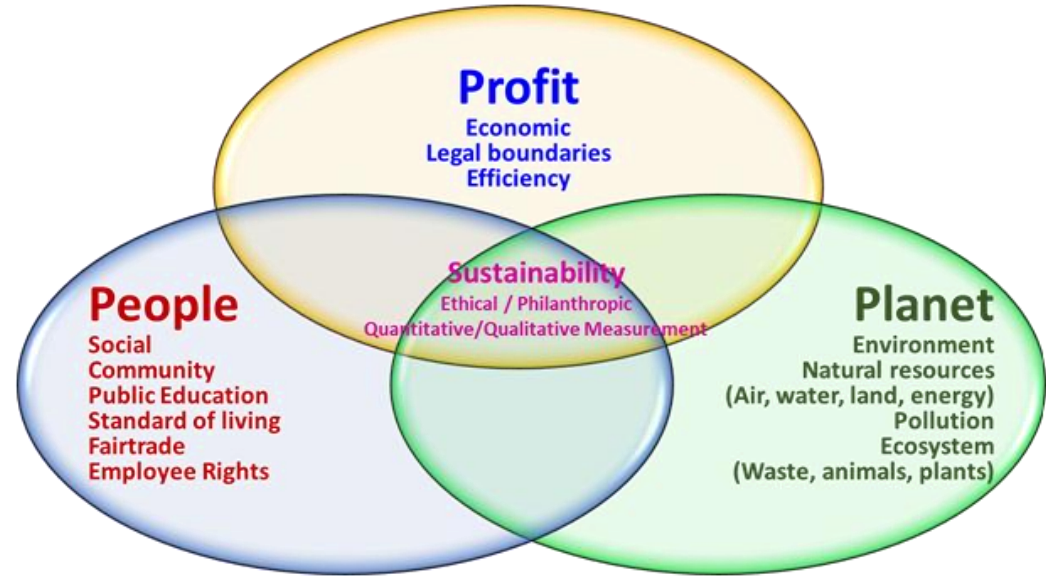 Profit
Economic
Legal boundaries
Efficiency
Sustainability
Ethical / Philanthropic
Quantitative/Qualitative Measurement
People
Social
Community
Public Education
Standard of living
Fairtrade
Employee Rights
Planet
Environment
Natural resources
(Air, water, land, energy)
Pollution
Ecosystem
(Waste, animals, plants)